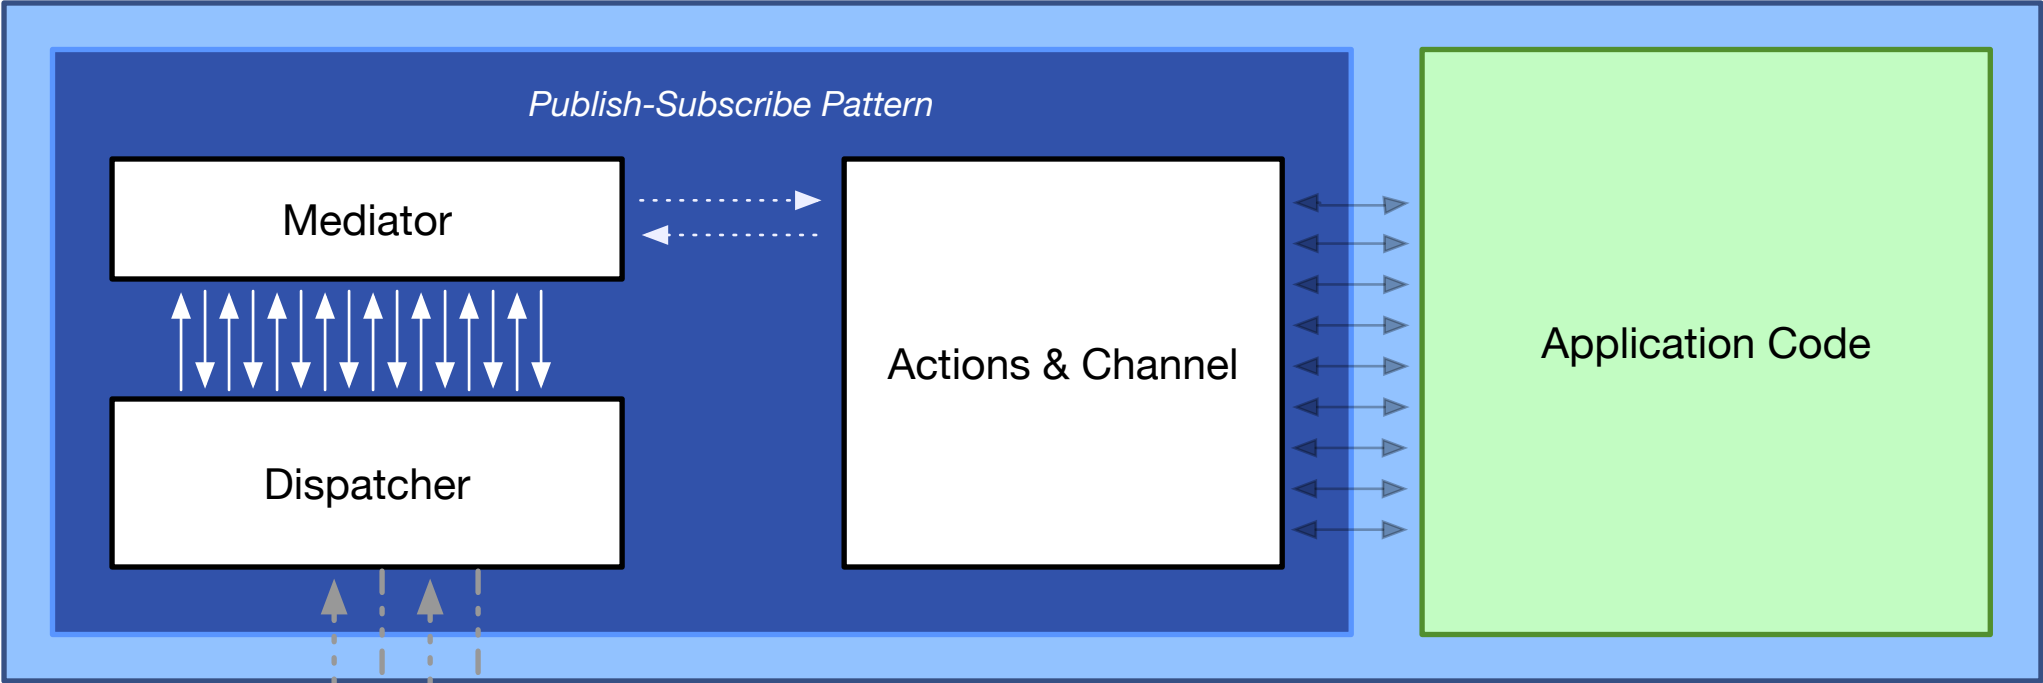 Publish-Subscribe Pattern
Mediator
Actions & Channel
Application Code
Dispatcher